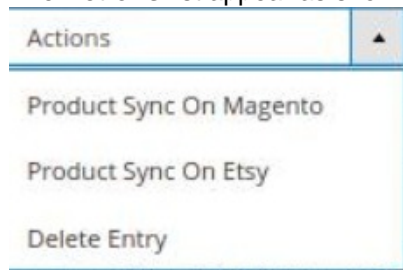 Actions
Product Sync On Magento
Product Sync On Etsy
Delete Entry